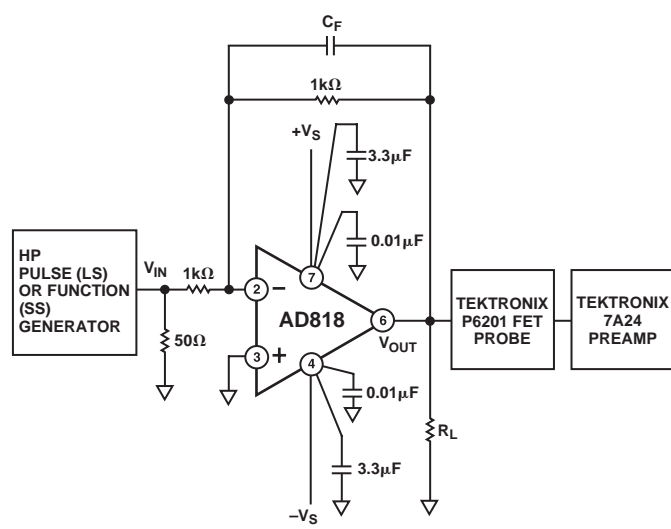 C_F
1kΩ
+V_S
3.3µF
0.01µF
HP
PULSE (LS)
OR FUNCTION
(SS)
GENERATOR
V_IN
1kΩ
50Ω
2
−
7
AD818
3
+
4
6
V_OUT
TEKTRONIX
P6201 FET
PROBE
TEKTRONIX
7A24
PREAMP
0.01µF
3.3µF
R_L
−V_S